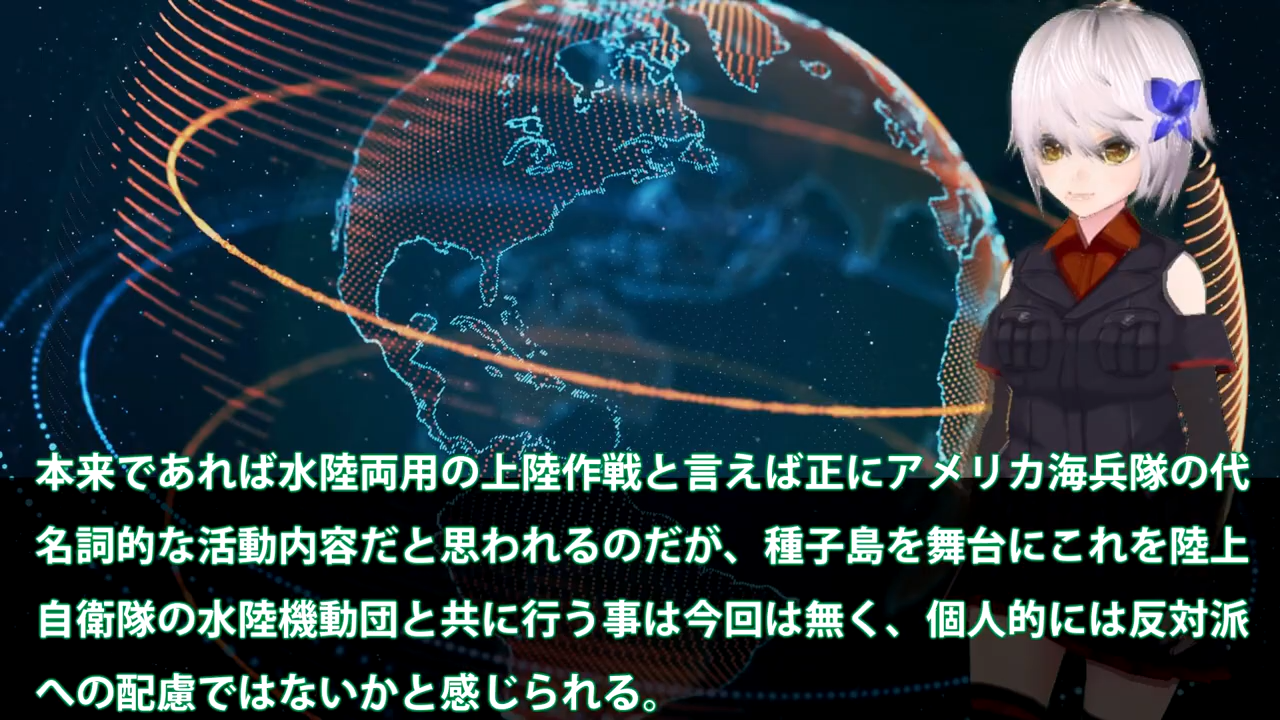 本来であれば水陸両用の上陸作戦と言えば正にアメリカ海兵隊の代
名詞的な活動内容だと思われるのだが、種子島を舞台にこれを陸上
自衛隊の水陸機動団と共に行う事は今回は無く、個人的には反対派
への配慮ではないかと感じられる。